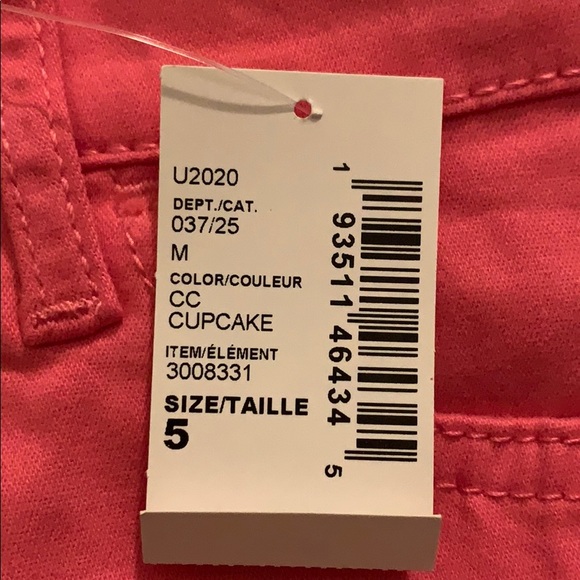 U2020
DEPT./CAT.
037/25
M
COLOR/COULEUR
CC
CUPCAKE
ITEM/ÉLÉMENT
3008331
SIZE/TAILLE
5
1 93511 46434 5